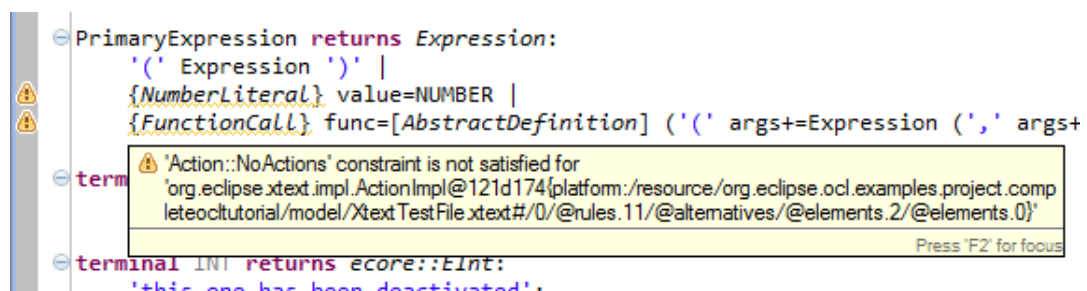 PrimaryExpression returns Expression:
'(' Expression ')' |
{NumberLiteral} value=NUMBER |
{FunctionCall} func=[AbstractDefinition] ('(' args+=Expression (',' args+
'Action::NoActions' constraint is not satisfied for
term
'org.eclipse.xtext.impl.ActionImpl@121d174{platform:/resource/org.eclipse.ocl.examples.project.comp
leteocltutorial/model/XtextTestFile.xtext#/0/@rules.11/@alternatives/@elements.2/@elements.0}'
Press 'F2' for focus
terminal INT returns ecore::EInt:
'this one has been deactivated';